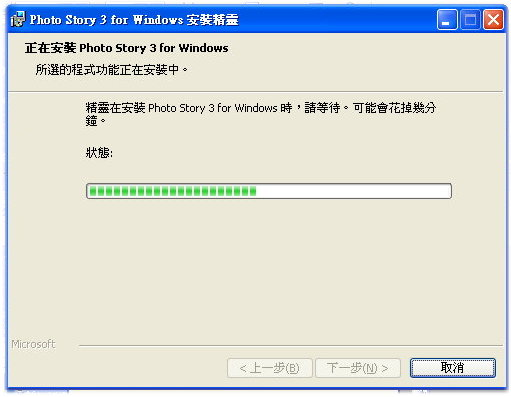 Photo Story 3 for Windows 安裝精靈
正在安裝 Photo Story 3 for Windows
所選的程式功能正在安裝中。
精靈在安裝 Photo Story 3 for Windows 時，請等待。可能會花掉幾分
鐘。
狀態:
Microsoft
< 上一步(B)
下一步(N) >
取消